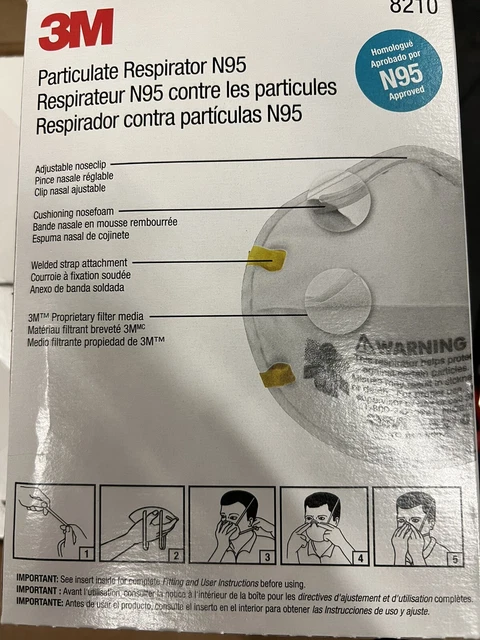 8210
3M
Homologué
Aprobado por
N95
Approved
Particulate Respirator N95
Respirateur N95 contre les particules
Respirador contra partículas N95
Adjustable noseclip
Pince nasale réglable
Clip nasal ajustable
Cushioning nosefoam
Bande nasale en mousse rembourrée
Espuma nasal de cojinete
Welded strap attachment
Courroie à fixation soudée
Anexo de banda soldada
3M™ Proprietary filter media
Matériau filtrant breveté 3Mᴹᶜ
Medio filtrante propiedad de 3M™
WARNING
This respirator helps
1 2 3 4 5
IMPORTANT: See insert inside for complete Fitting and User Instructions before using.
IMPORTANT : Avant l'utilisation, consulter la notice à l'intérieur de la boîte pour les directives d'ajustement et d'utilisation complètes.
IMPORTANTE: Antes de usar el producto, consulte el inserto en el interior para obtener las Instrucciones de uso y ajuste.